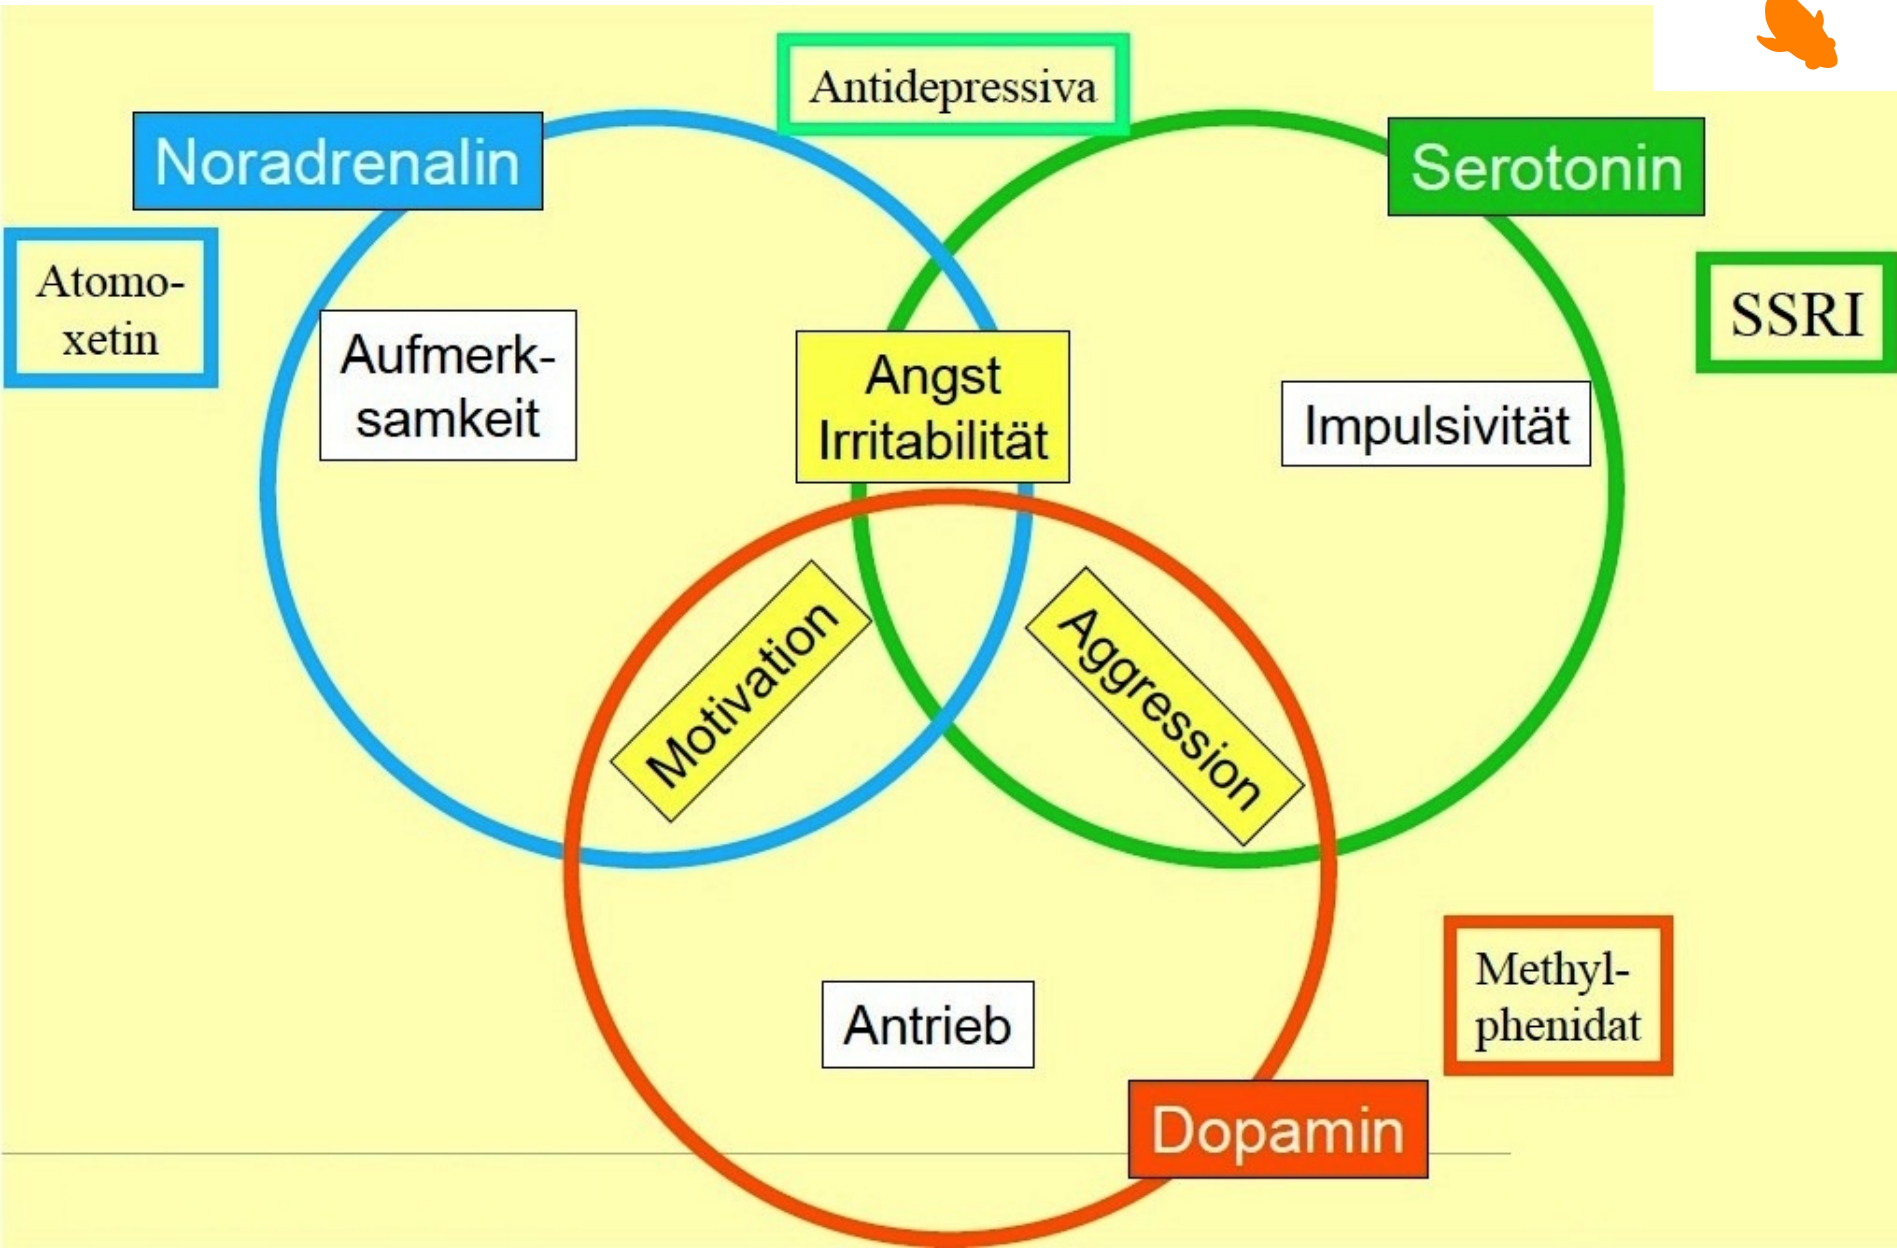 Antidepressiva
Noradrenalin
Serotonin
Atomo-
xetin
SSRI
Aufmerk-
samkeit
Angst
Irritabilität
Impulsivität
Motivation
Aggression
Methyl-
phenidat
Antrieb
Dopamin